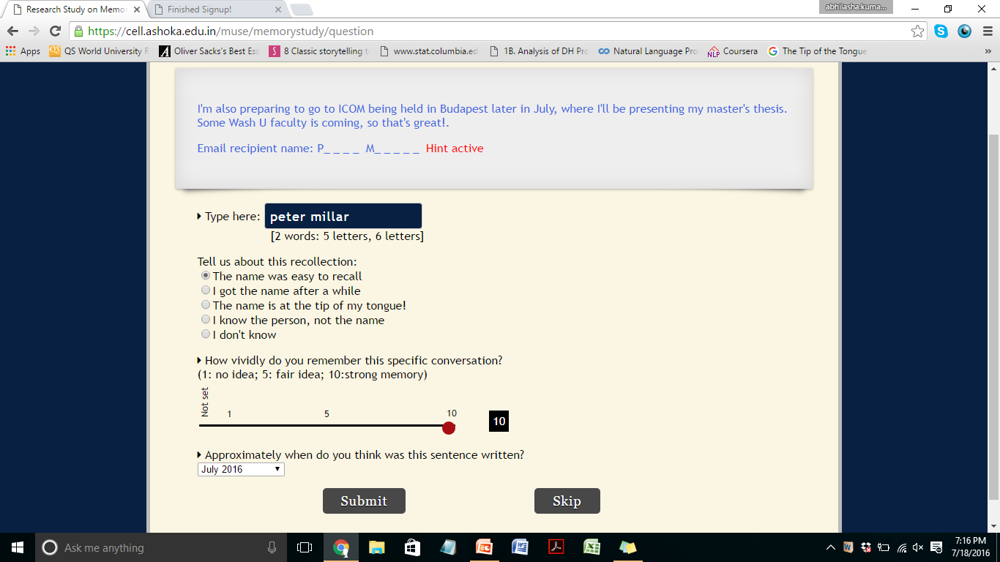 Research Study on Memor
Finished Signup!
abhilasha.kuma...
https://cell.ashoka.edu.in/muse/memorystudy/question
Apps
QS World University R
Oliver Sacks's Best Ess
8 Classic storytelling t
www.stat.columbia.ed
1B. Analysis of DH Pro
Natural Language Pro
NLP
Coursera
The Tip of the Tongue
»
I'm also preparing to go to ICOM being held in Budapest later in July, where I'll be presenting my master's thesis.
Some Wash U faculty is coming, so that's great!.
Email recipient name: P_ _ _ _ M_ _ _ _ _ Hint active
Type here: peter millar
[2 words: 5 letters, 6 letters]
Tell us about this recollection:
The name was easy to recall
I got the name after a while
The name is at the tip of my tongue!
I know the person, not the name
I don't know
How vividly do you remember this specific conversation?
(1: no idea; 5: fair idea; 10:strong memory)
Not set
1 5 10
10
Approximately when do you think was this sentence written?
July 2016
Submit Skip
Ask me anything
7:16 PM
7/18/2016